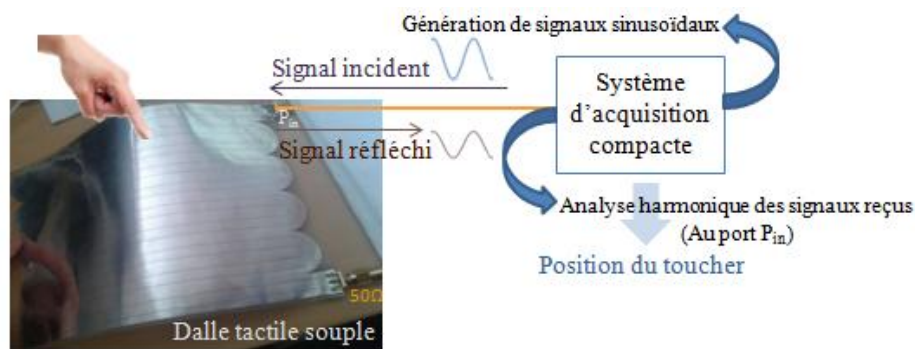 Génération de signaux sinusoïdaux
Signal incident
Système
d'acquisition
compacte
Pin
Signal réfléchi
Analyse harmonique des signaux reçus
(Au port Pin)
Position du toucher
50Ω
Dalle tactile souple